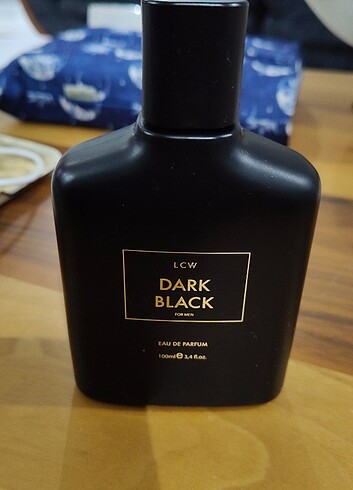 LCW
DARK
BLACK
FOR MEN
EAU DE PARFUM
100ml ℮ 3,4 fl.oz.